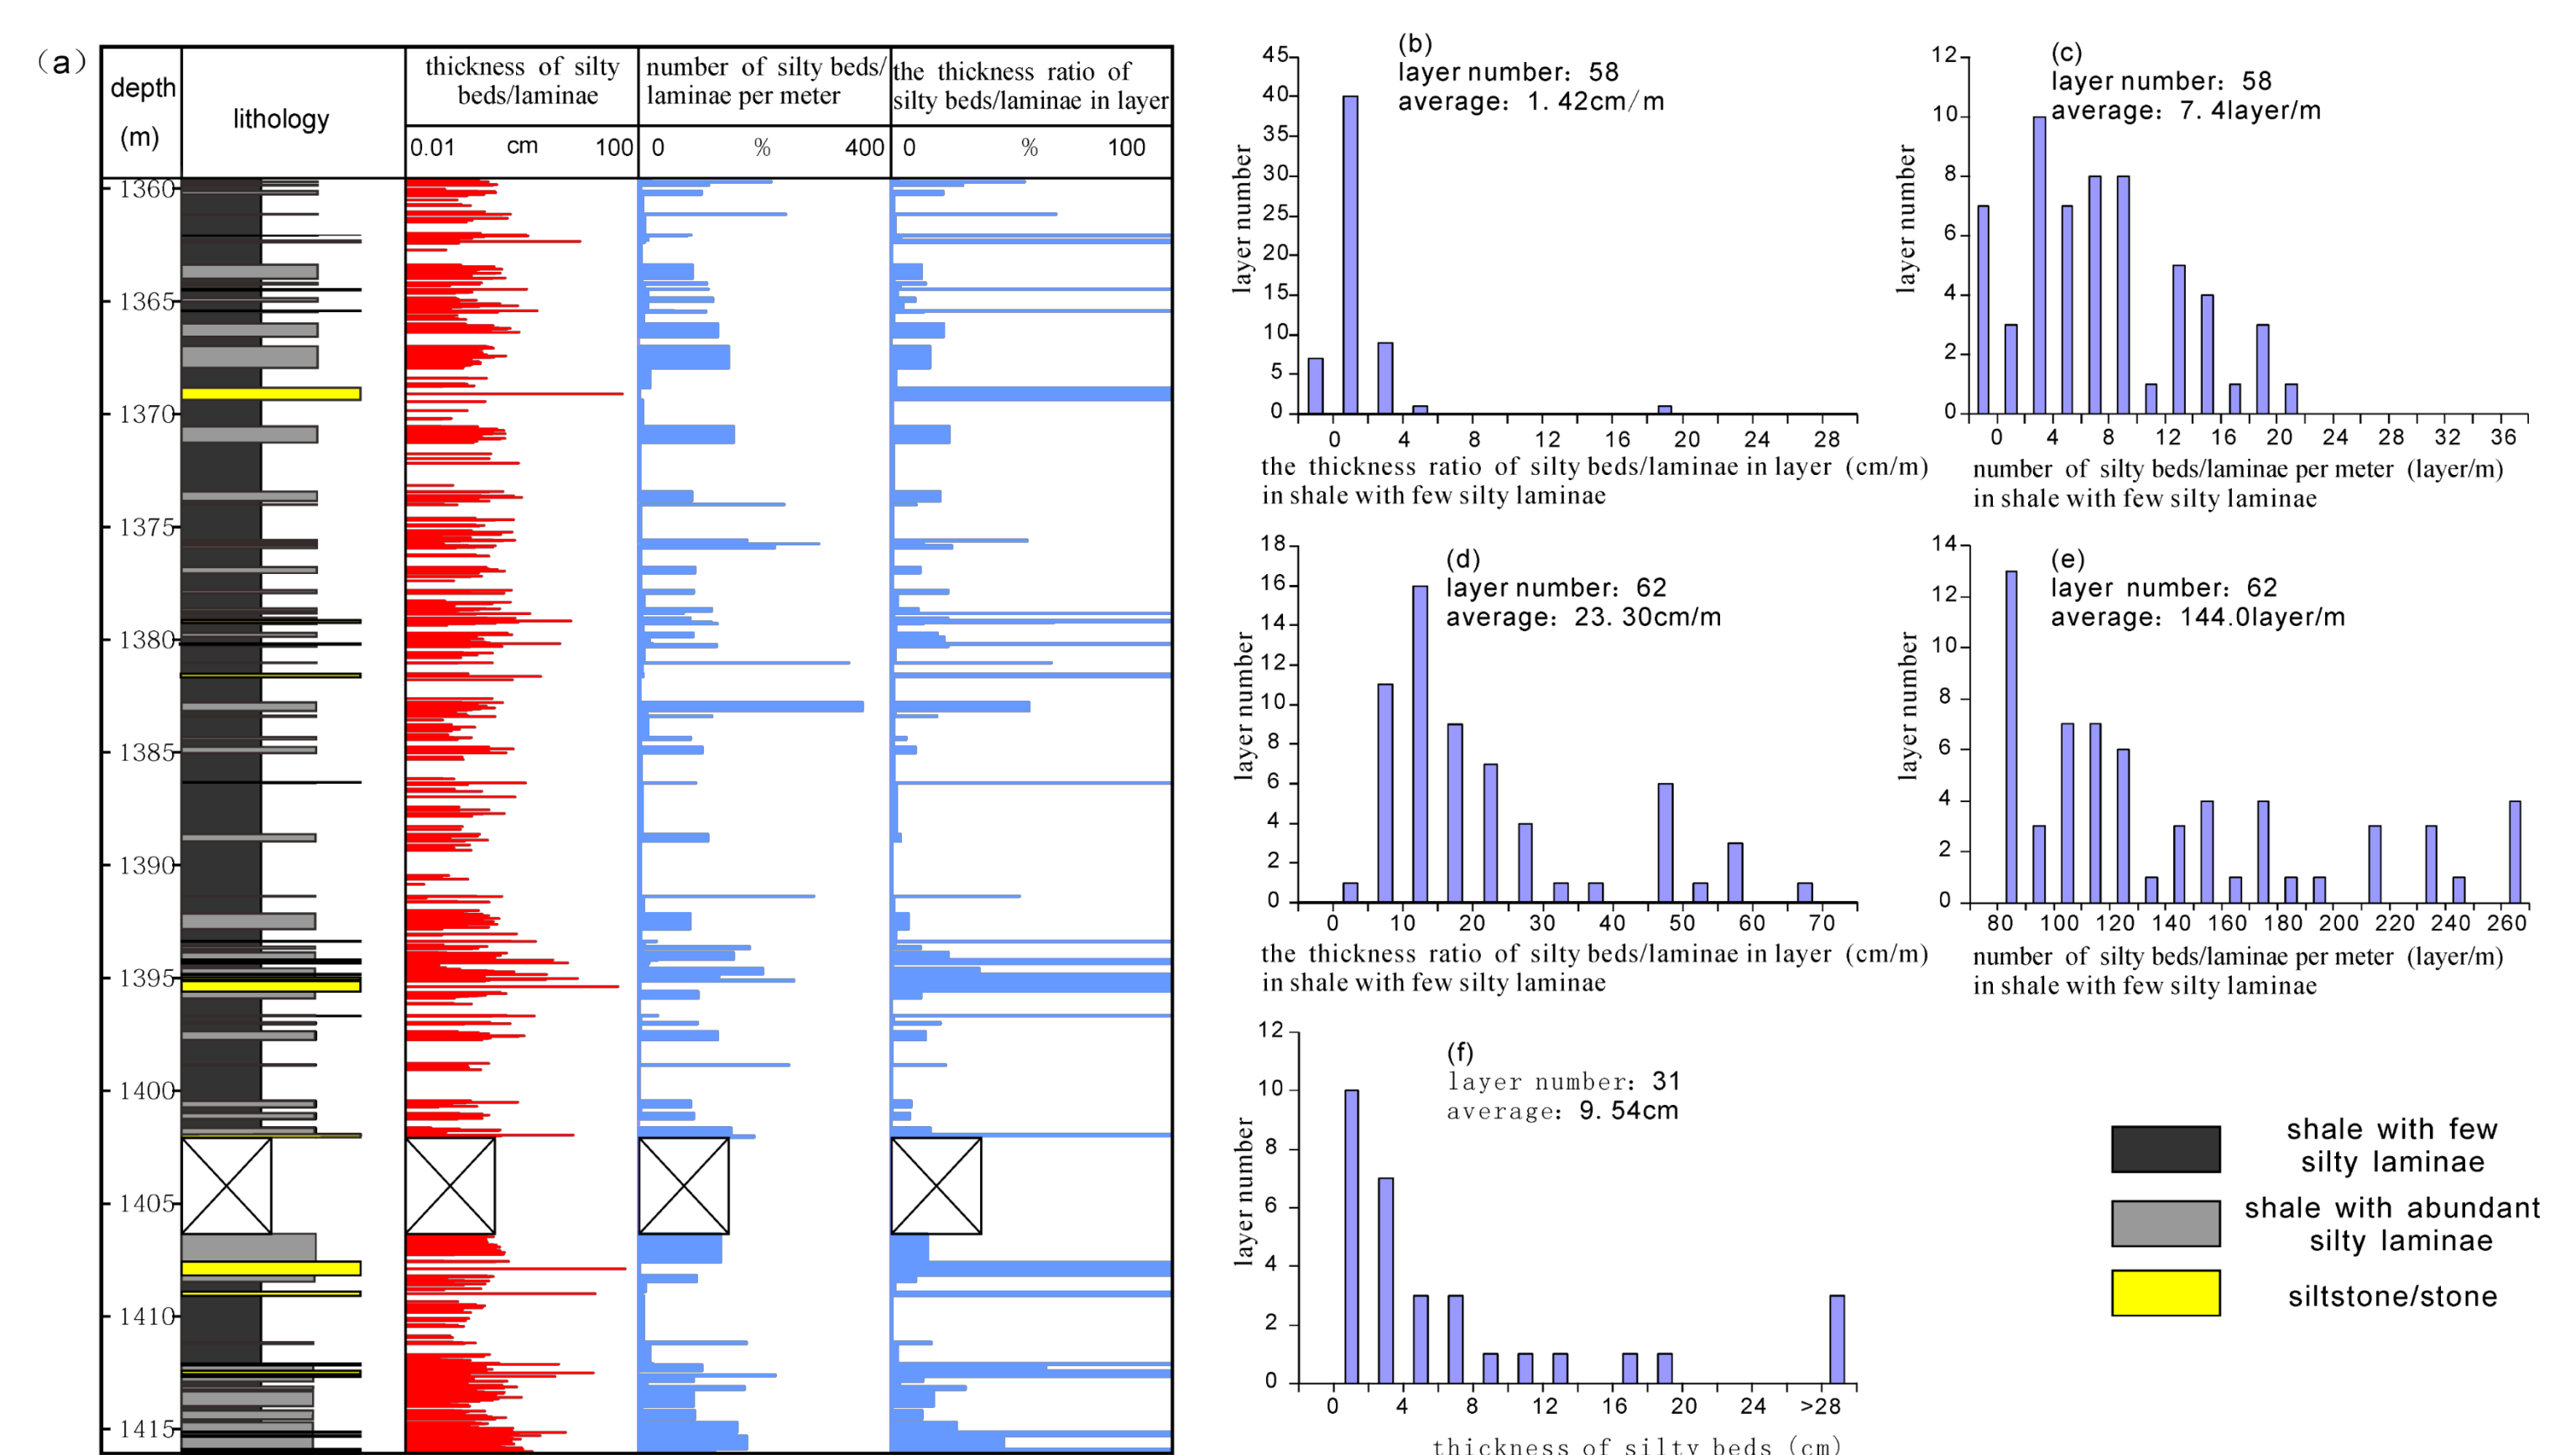 (a)
depth
(m)
lithology
thickness of silty
beds/laminae
number of silty beds/
laminae per meter
the thickness ratio of
silty beds/laminae in layer
0.01 cm 100
0 % 400
0 % 100
1360
1365
1370
1375
1380
1385
1390
1395
1400
1405
1410
1415
(b)
layer number: 58
average: 1.42cm/m
layer number
45
40
35
30
25
20
15
10
5
0
0 4 8 12 16 20 24 28
the thickness ratio of silty beds/laminae in layer (cm/m)
in shale with few silty laminae
(c)
layer number: 58
average: 7.4layer/m
layer number
12
10
8
6
4
2
0
0 4 8 12 16 20 24 28 32 36
number of silty beds/laminae per meter (layer/m)
in shale with few silty laminae
(d)
layer number: 62
average: 23.30cm/m
layer number
18
16
14
12
10
8
6
4
2
0
0 10 20 30 40 50 60 70
the thickness ratio of silty beds/laminae in layer (cm/m)
in shale with few silty laminae
(e)
layer number: 62
average: 144.0layer/m
layer number
14
12
10
8
6
4
2
0
80 100 120 140 160 180 200 220 240 260
number of silty beds/laminae per meter (layer/m)
in shale with few silty laminae
(f)
layer number: 31
average: 9.54cm
layer number
12
10
8
6
4
2
0
0 4 8 12 16 20 24 >28
thickness of silty beds (cm)
shale with few
silty laminae
shale with abundant
silty laminae
siltstone/stone